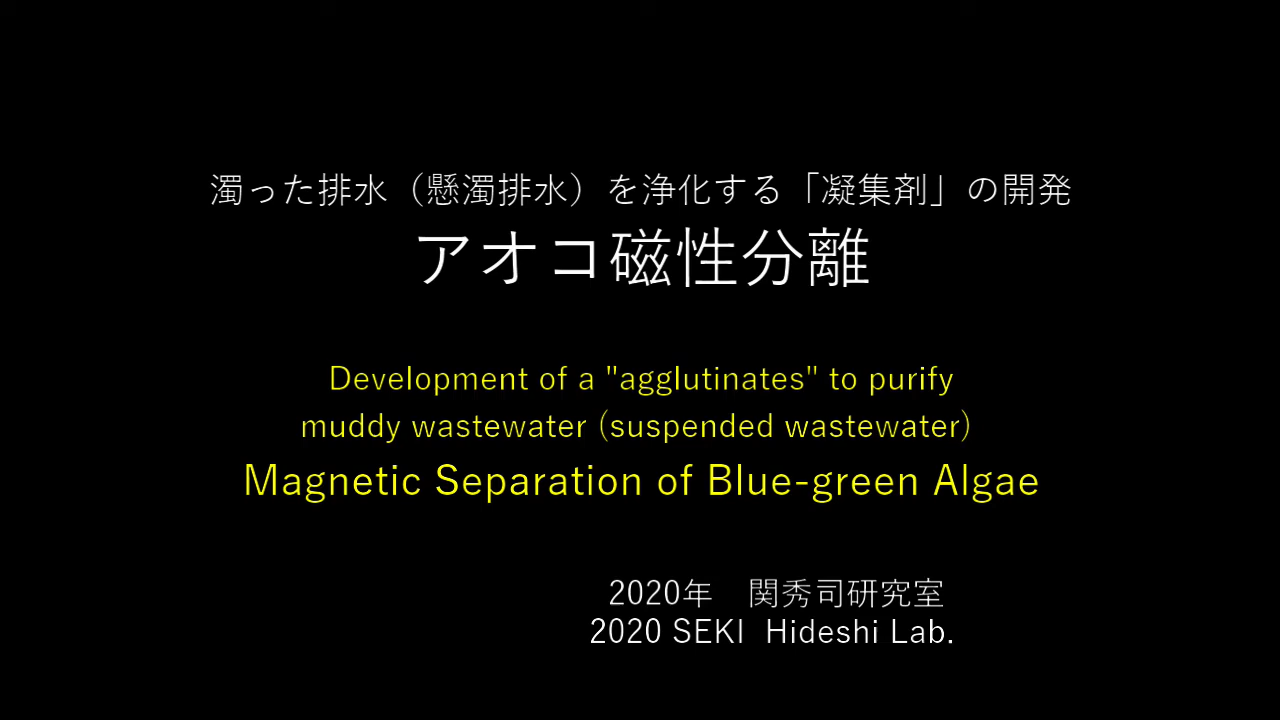 濁った排水（懸濁排水）を浄化する「凝集剤」の開発
アオコ磁性分離
Development of a "agglutinates" to purify
muddy wastewater (suspended wastewater)
Magnetic Separation of Blue-green Algae
2020年　関秀司研究室
2020 SEKI  Hideshi Lab.